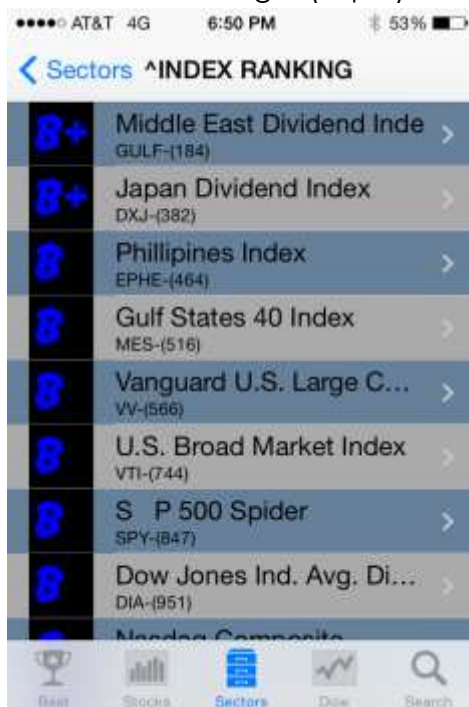 AT&T 4G 6:50 PM 53%
Sectors ^INDEX RANKING
B+ Middle East Dividend Inde
GULF-(184)
B+ Japan Dividend Index
DXJ-(382)
B Phillipines Index
EPHE-(464)
B Gulf States 40 Index
MES-(516)
B Vanguard U.S. Large C...
VV-(566)
B U.S. Broad Market Index
VTI-(744)
B S P 500 Spider
SPY-(847)
B Dow Jones Ind. Avg. Di...
DIA-(951)
Nasdaq Composite
Best Stocks Sectors Dow Search